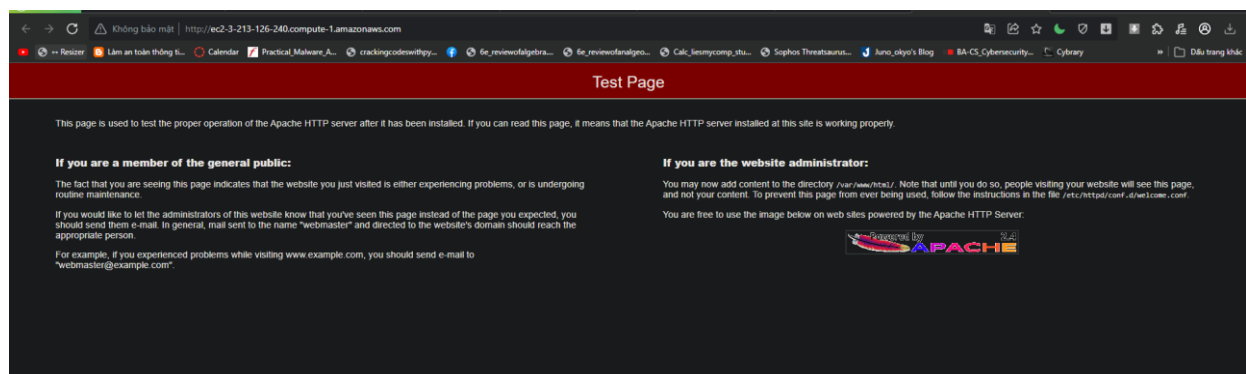 Không bảo mật | http://ec2-3-213-126-240.compute-1.amazonaws.com
Resizer Làm an toàn thông ti... Calendar Practical_Malware_A... crackingcodeswithpy... 6e_reviewofalgebra... 6e_reviewofanalgeo... Calc_liesmycomp_stu... Sophos Threatsaurus... Juno_okyo's Blog BA-CS_Cybersecurity... Cybrary » Dấu trang khác
Test Page
This page is used to test the proper operation of the Apache HTTP server after it has been installed. If you can read this page, it means that the Apache HTTP server installed at this site is working properly.
If you are a member of the general public:
The fact that you are seeing this page indicates that the website you just visited is either experiencing problems, or is undergoing
routine maintenance.
If you would like to let the administrators of this website know that you've seen this page instead of the page you expected, you
should send them e-mail. In general, mail sent to the name "webmaster" and directed to the website's domain should reach the
appropriate person.
For example, if you experienced problems while visiting www.example.com, you should send e-mail to
"webmaster@example.com".
If you are the website administrator:
You may now add content to the directory /var/www/html/. Note that until you do so, people visiting your website will see this page,
and not your content. To prevent this page from ever being used, follow the instructions in the file /etc/httpd/conf.d/welcome.conf.
You are free to use the image below on web sites powered by the Apache HTTP Server:
Powered by 2.4
APACHE